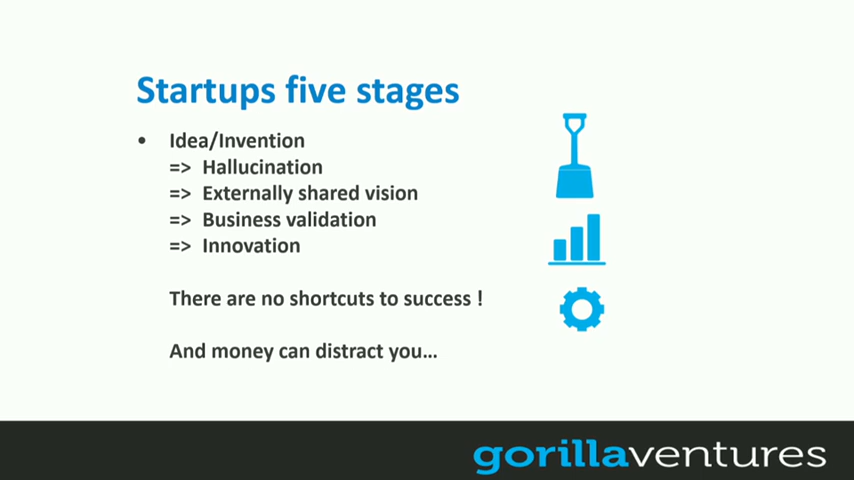 Startups five stages
• Idea/Invention
=> Hallucination
=> Externally shared vision
=> Business validation
=> Innovation
There are no shortcuts to success !
And money can distract you...
gorillaventures